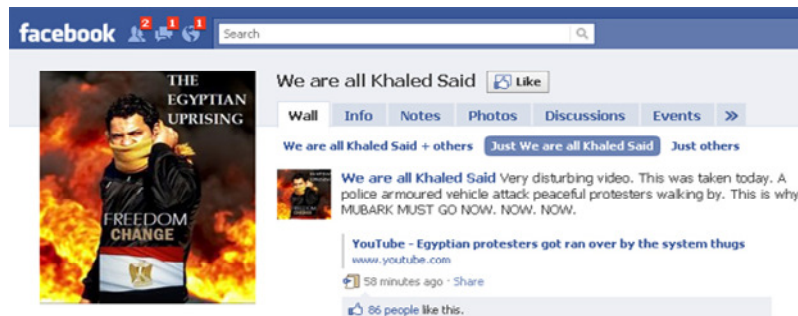 facebook 2 1 1 Search
We are all Khaled Said Like
THE
EGYPTIAN
UPRISING
FREEDOM
CHANGE
Wall Info Notes Photos Discussions Events »
We are all Khaled Said + others Just We are all Khaled Said Just others
We are all Khaled Said Very disturbing video. This was taken today. A
police armoured vehicle attack peaceful protesters walking by. This is why
MUBARK MUST GO NOW. NOW. NOW.
YouTube - Egyptian protesters got ran over by the system thugs
www.youtube.com
58 minutes ago · Share
86 people like this.